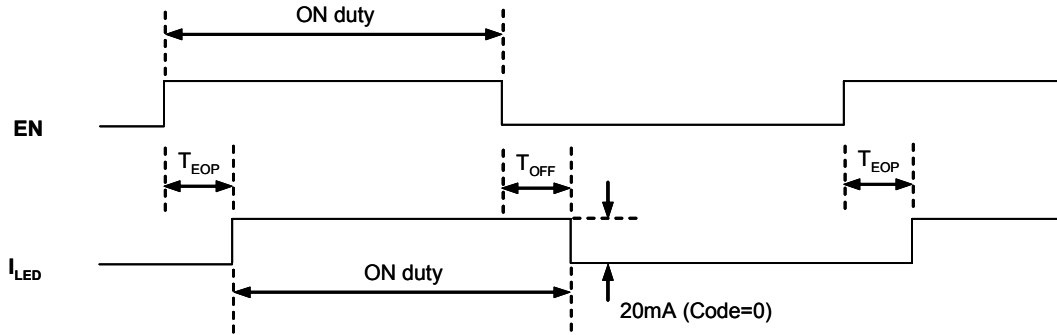 ON duty
EN
TEOP
TOFF
TEOP
ILED
ON duty
20mA (Code=0)